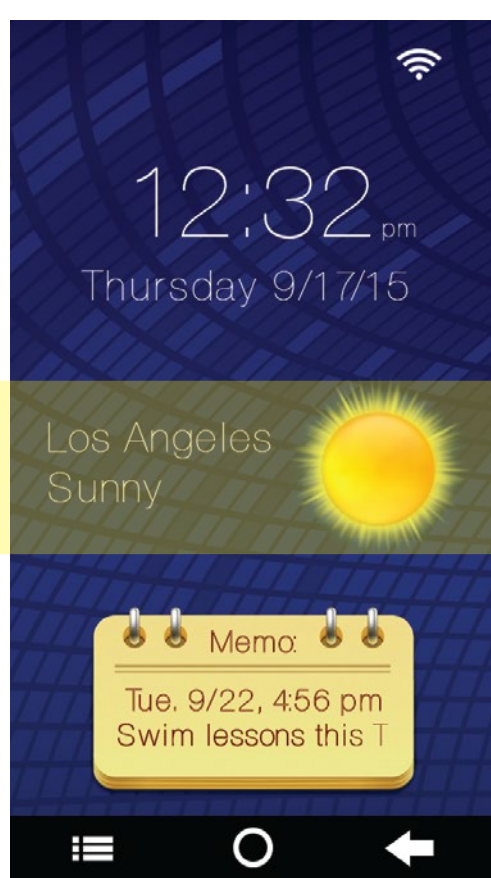 12:32 pm
Thursday 9/17/15
Los Angeles
Sunny
Memo:
Tue. 9/22, 4:56 pm
Swim lessons this T